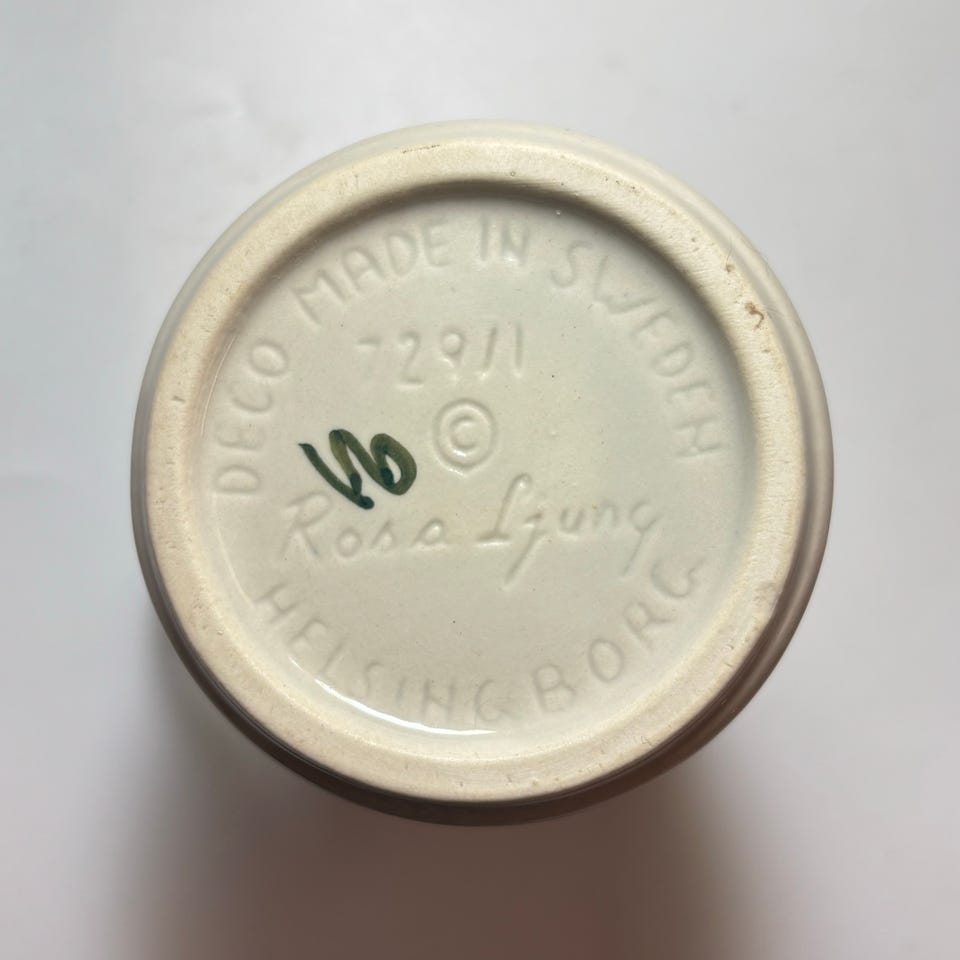 DECO MADE IN SWEDEN
729/1
©
Rosa Ljung
HELSINGBORG